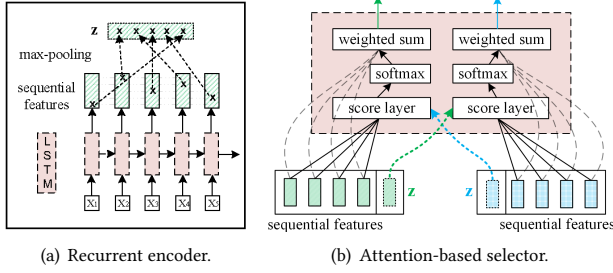 z x x x x x
max-pooling
sequential
features
x x x x x
L
S
T
M
X1 X2 X3 X4 X5
(a) Recurrent encoder.
weighted sum weighted sum
softmax softmax
score layer score layer
z z
sequential features sequential features
(b) Attention-based selector.